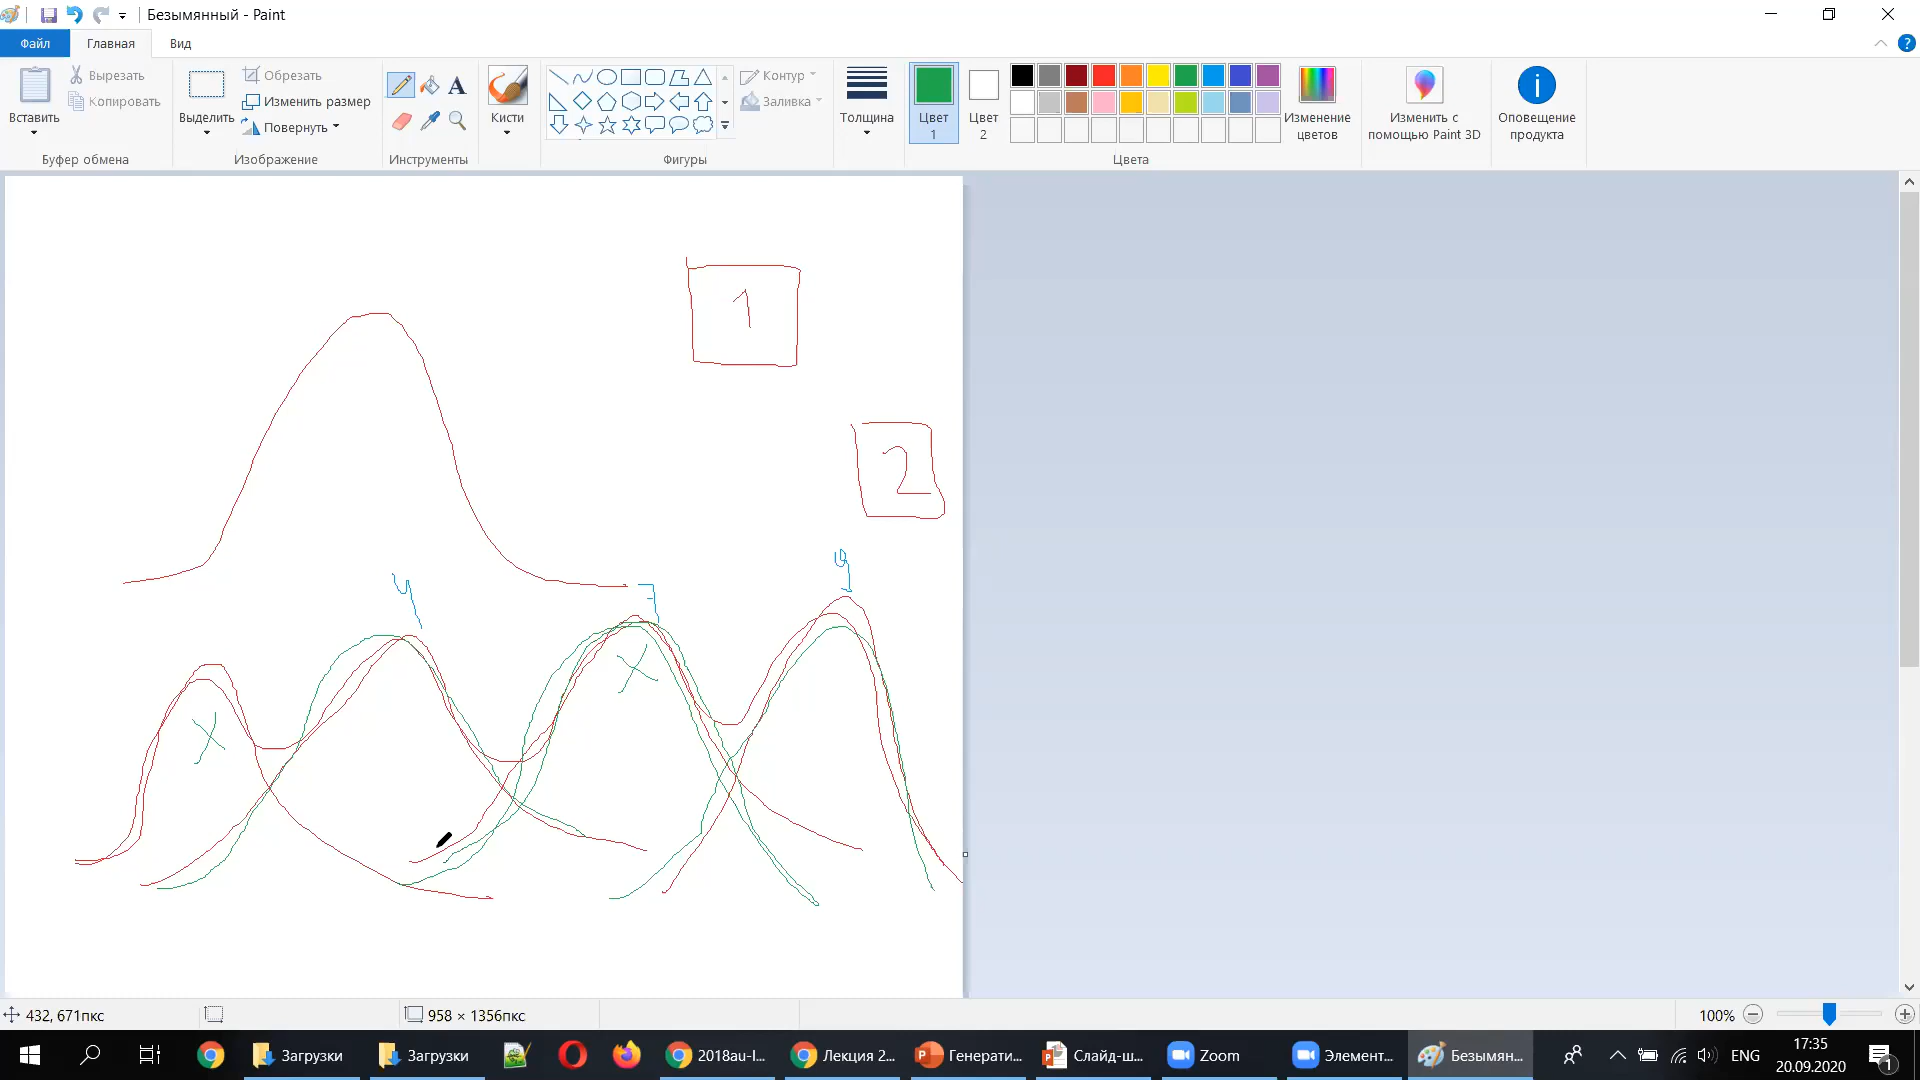 Безымянный - Paint
Файл
Главная
Вид
Вставить
Вырезать
Копировать
Буфер обмена
Выделить
Обрезать
Изменить размер
Повернуть
Изображение
A
Инструменты
Кисти
Фигуры
Контур
Заливка
Толщина
Цвет
1
Цвет
2
Изменение
цветов
Цвета
Изменить с
помощью Paint 3D
Оповещение
продукта
1
2
X
X
432, 671пкс
958 × 1356пкс
100%
Загрузки
Загрузки
2018au-l...
Лекция 2...
Генерати...
Слайд-ш...
Zoom
Элемент...
Безымян...
ENG
17:35
20.09.2020
1